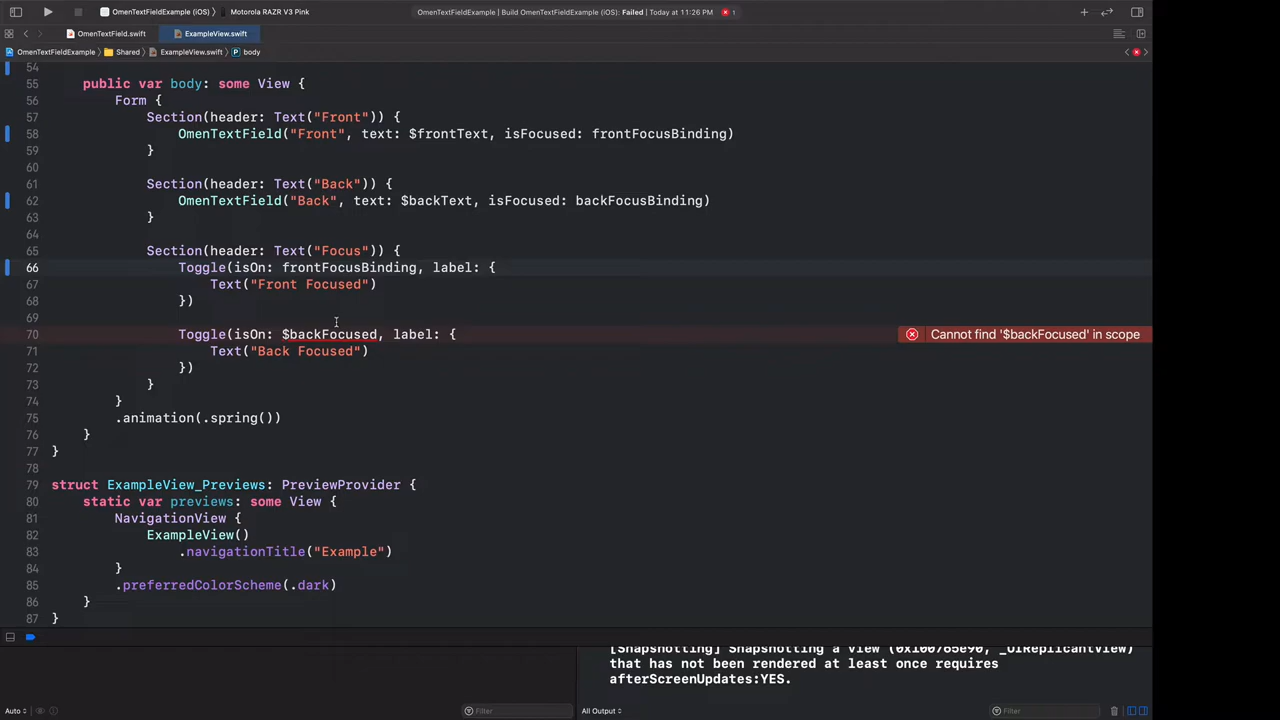 OmenTextFieldExample (iOS) 〉 Motorola RAZR V3 Pink
OmenTextFieldExample | Build OmenTextFieldExample (iOS): Failed | Today at 11:26 PM 1
OmenTextField.swift
ExampleView.swift
OmenTextFieldExample 〉 Shared 〉 ExampleView.swift 〉 P body
54
55 public var body: some View {
56 Form {
57 Section(header: Text("Front")) {
58 OmenTextField("Front", text: $frontText, isFocused: frontFocusBinding)
59 }
60
61 Section(header: Text("Back")) {
62 OmenTextField("Back", text: $backText, isFocused: backFocusBinding)
63 }
64
65 Section(header: Text("Focus")) {
66 Toggle(isOn: frontFocusBinding, label: {
67 Text("Front Focused")
68 })
69
70 Toggle(isOn: $backFocused, label: { Cannot find '$backFocused' in scope
71 Text("Back Focused")
72 })
73 }
74 }
75 .animation(.spring())
76 }
77 }
78
79 struct ExampleView_Previews: PreviewProvider {
80 static var previews: some View {
81 NavigationView {
82 ExampleView()
83 .navigationTitle("Example")
84 }
85 .preferredColorScheme(.dark)
86 }
87 }
[Snapshotting] Snapshotting a view (0x100765e90, _UIReplicantView)
that has not been rendered at least once requires
afterScreenUpdates:YES.
Auto
Filter
All Output
Filter